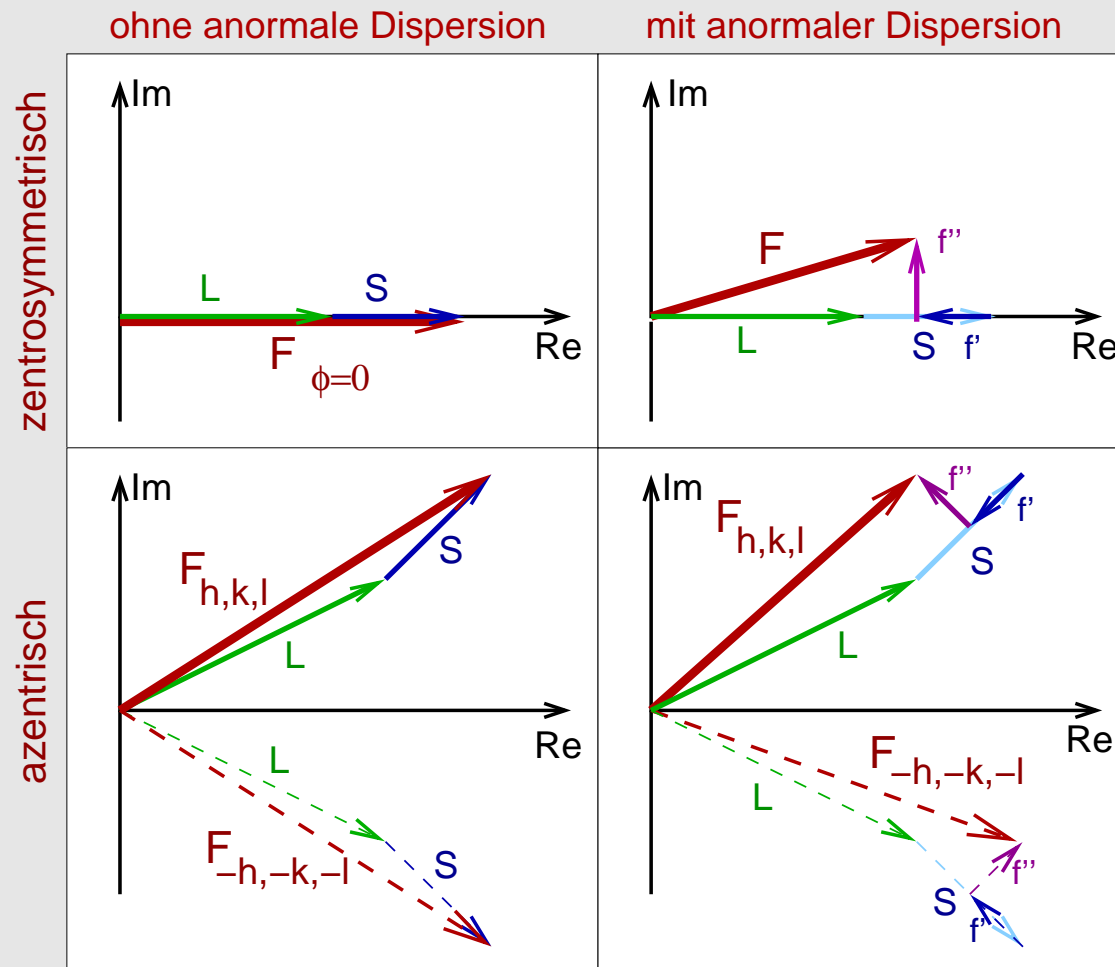 ohne anormale Dispersion
mit anormaler Dispersion
zentrosymmetrisch
Im
L
S
F
ϕ=0
Re
Im
F
f''
L
S
f'
Re
azentrisch
Im
F h,k,l
S
L
Re
L
F –h,–k,–l
S
Im
F h,k,l
f''
f'
S
L
Re
F –h,–k,–l
L
f''
S
f'